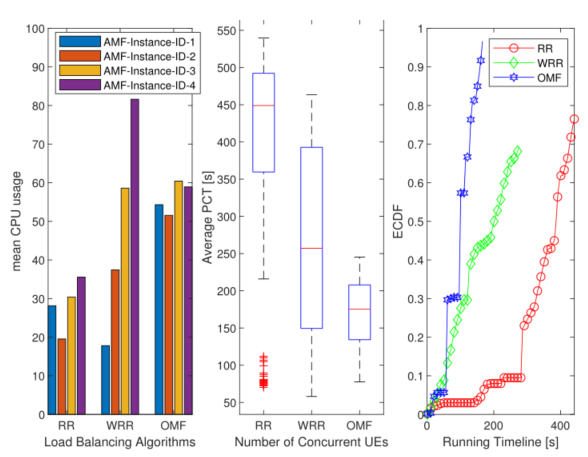 100
90
80
70
60
50
40
30
20
10
0
mean CPU usage
AMF-Instance-ID-1
AMF-Instance-ID-2
AMF-Instance-ID-3
AMF-Instance-ID-4
RR WRR OMF
Load Balancing Algorithms
550
500
450
400
350
300
250
200
150
100
50
Average PCT [s]
RR WRR OMF
Number of Concurrent UEs
1
0.9
0.8
0.7
0.6
0.5
0.4
0.3
0.2
0.1
0
ECDF
RR
WRR
OMF
0 200 400
Running Timeline [s]